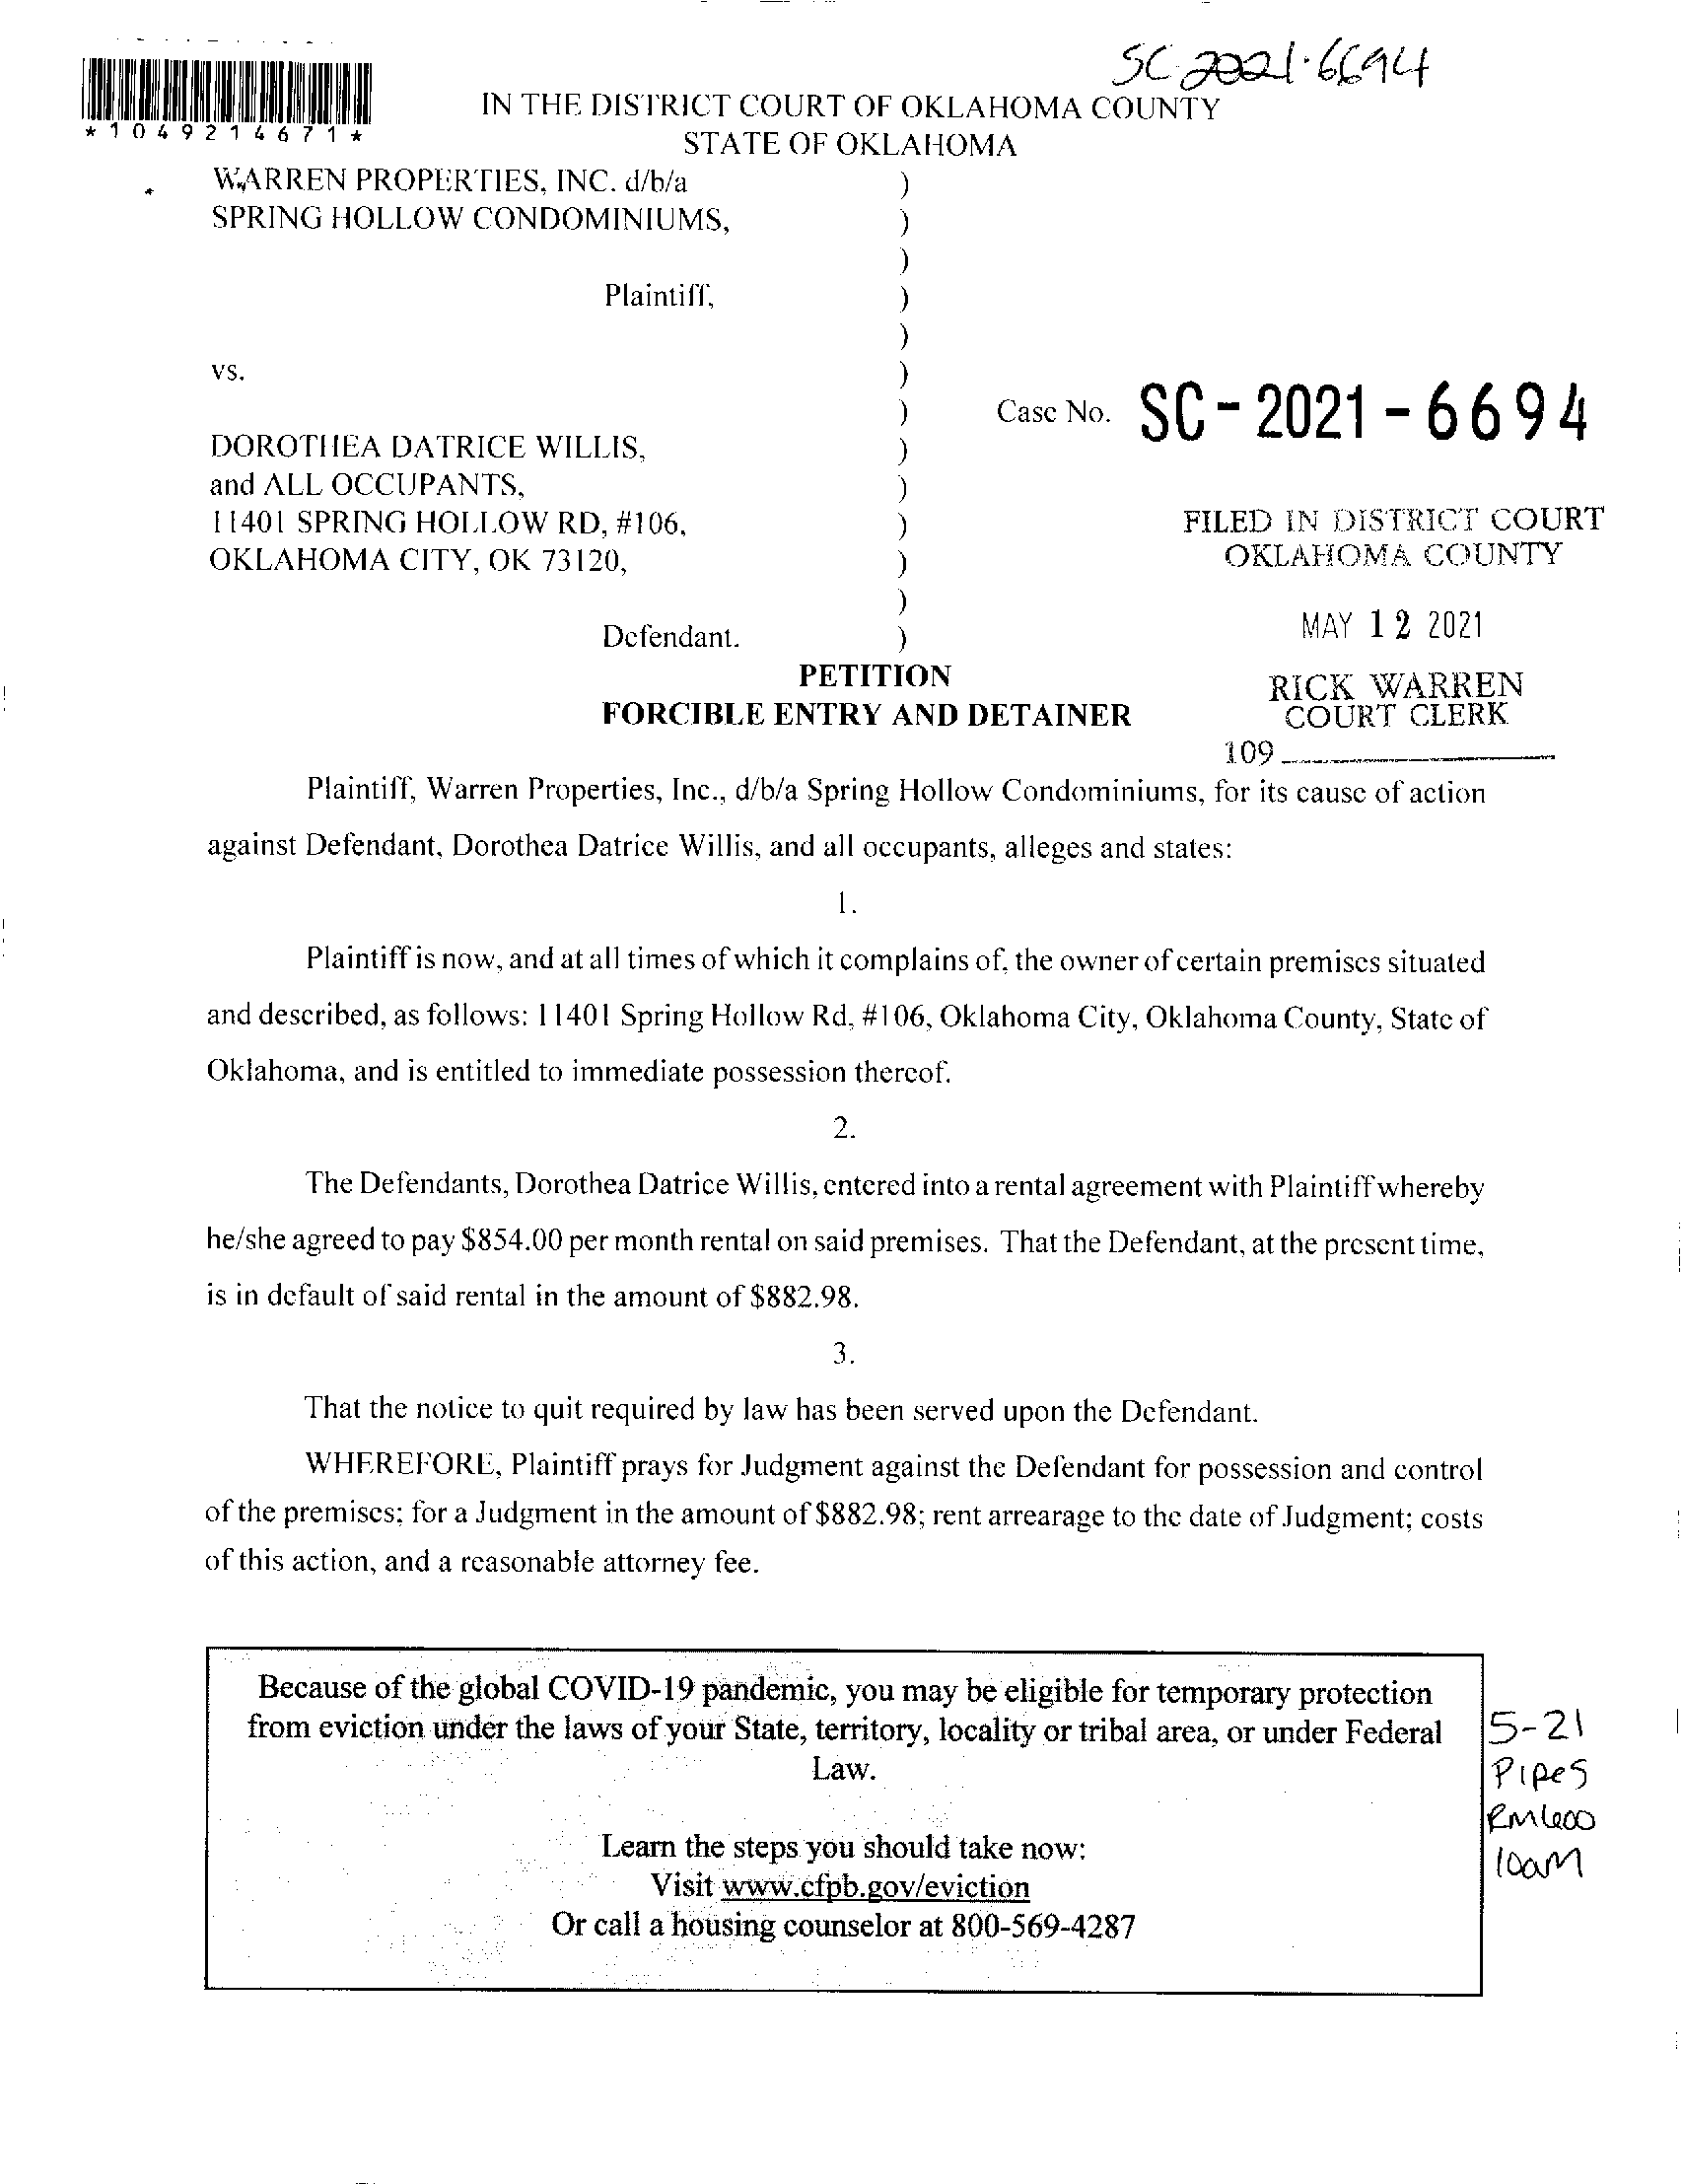 SC 2021-6694
*1049214671*
IN THE DISTRICT COURT OF OKLAHOMA COUNTY
STATE OF OKLAHOMA
WARREN PROPERTIES, INC. d/b/a )
SPRING HOLLOW CONDOMINIUMS, )
)
Plaintiff, )
)
vs. )
) Case No. SC-2021-6694
DOROTHEA DATRICE WILLIS, )
and ALL OCCUPANTS, )
11401 SPRING HOLLOW RD, #106, )
OKLAHOMA CITY, OK 73120, )
)
Defendant. )
FILED IN DISTRICT COURT
OKLAHOMA COUNTY
MAY 12 2021
RICK WARREN
COURT CLERK
109
PETITION
FORCIBLE ENTRY AND DETAINER
Plaintiff, Warren Properties, Inc., d/b/a Spring Hollow Condominiums, for its cause of action
against Defendant, Dorothea Datrice Willis, and all occupants, alleges and states:
1.
Plaintiff is now, and at all times of which it complains of, the owner of certain premises situated
and described, as follows: 11401 Spring Hollow Rd, #106, Oklahoma City, Oklahoma County, State of
Oklahoma, and is entitled to immediate possession thereof.
2.
The Defendants, Dorothea Datrice Willis, entered into a rental agreement with Plaintiff whereby
he/she agreed to pay $854.00 per month rental on said premises. That the Defendant, at the present time,
is in default of said rental in the amount of $882.98.
3.
That the notice to quit required by law has been served upon the Defendant.
WHEREFORE, Plaintiff prays for Judgment against the Defendant for possession and control
of the premises; for a Judgment in the amount of $882.98; rent arrearage to the date of Judgment; costs
of this action, and a reasonable attorney fee.
Because of the global COVID-19 pandemic, you may be eligible for temporary protection
from eviction under the laws of your State, territory, locality or tribal area, or under Federal
Law.
Learn the steps you should take now:
Visit www.cfpb.gov/eviction
Or call a housing counselor at 800-569-4287
5-21
Pipes
Rm600
10am